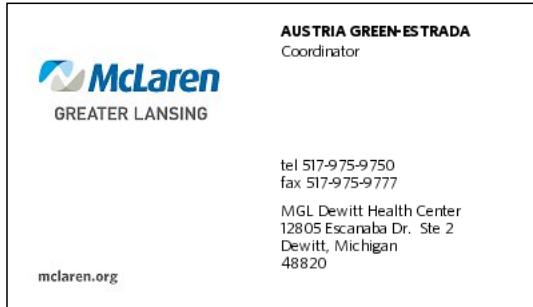 McLaren
GREATER LANSING
mclaren.org
AUSTRIA GREEN-ESTRADA
Coordinator
tel 517-975-9750
fax 517-975-9777
MGL Dewitt Health Center
12805 Escanaba Dr. Ste 2
Dewitt, Michigan
48820